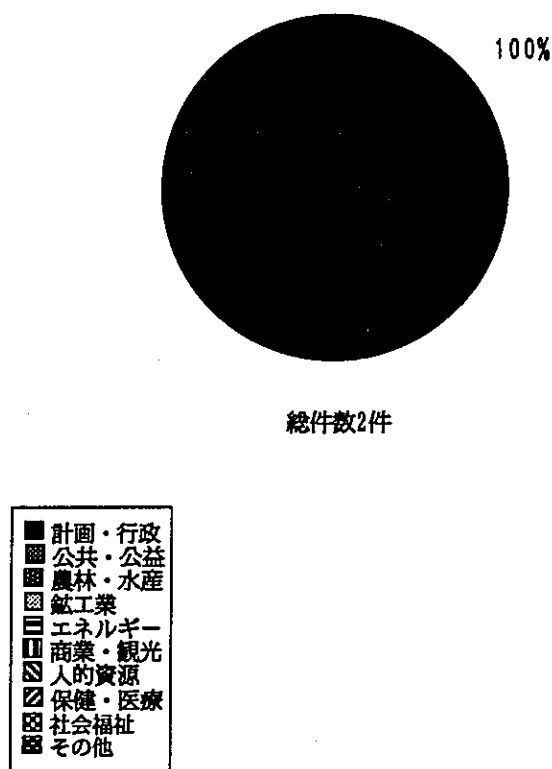 100%
総件数2件
計画・行政
公共・公益
農林・水産
鉱工業
エネルギー
商業・観光
人的資源
保健・医療
社会福祉
その他